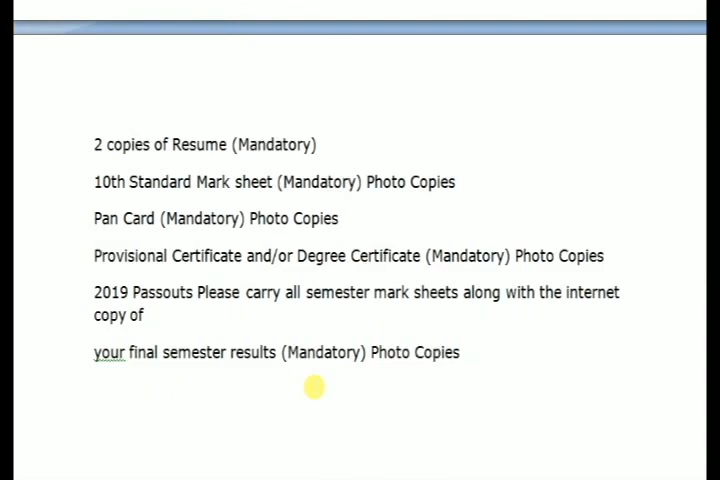 2 copies of Resume (Mandatory)
10th Standard Mark sheet (Mandatory) Photo Copies
Pan Card (Mandatory) Photo Copies
Provisional Certificate and/or Degree Certificate (Mandatory) Photo Copies
2019 Passouts Please carry all semester mark sheets along with the internet
copy of
your final semester results (Mandatory) Photo Copies